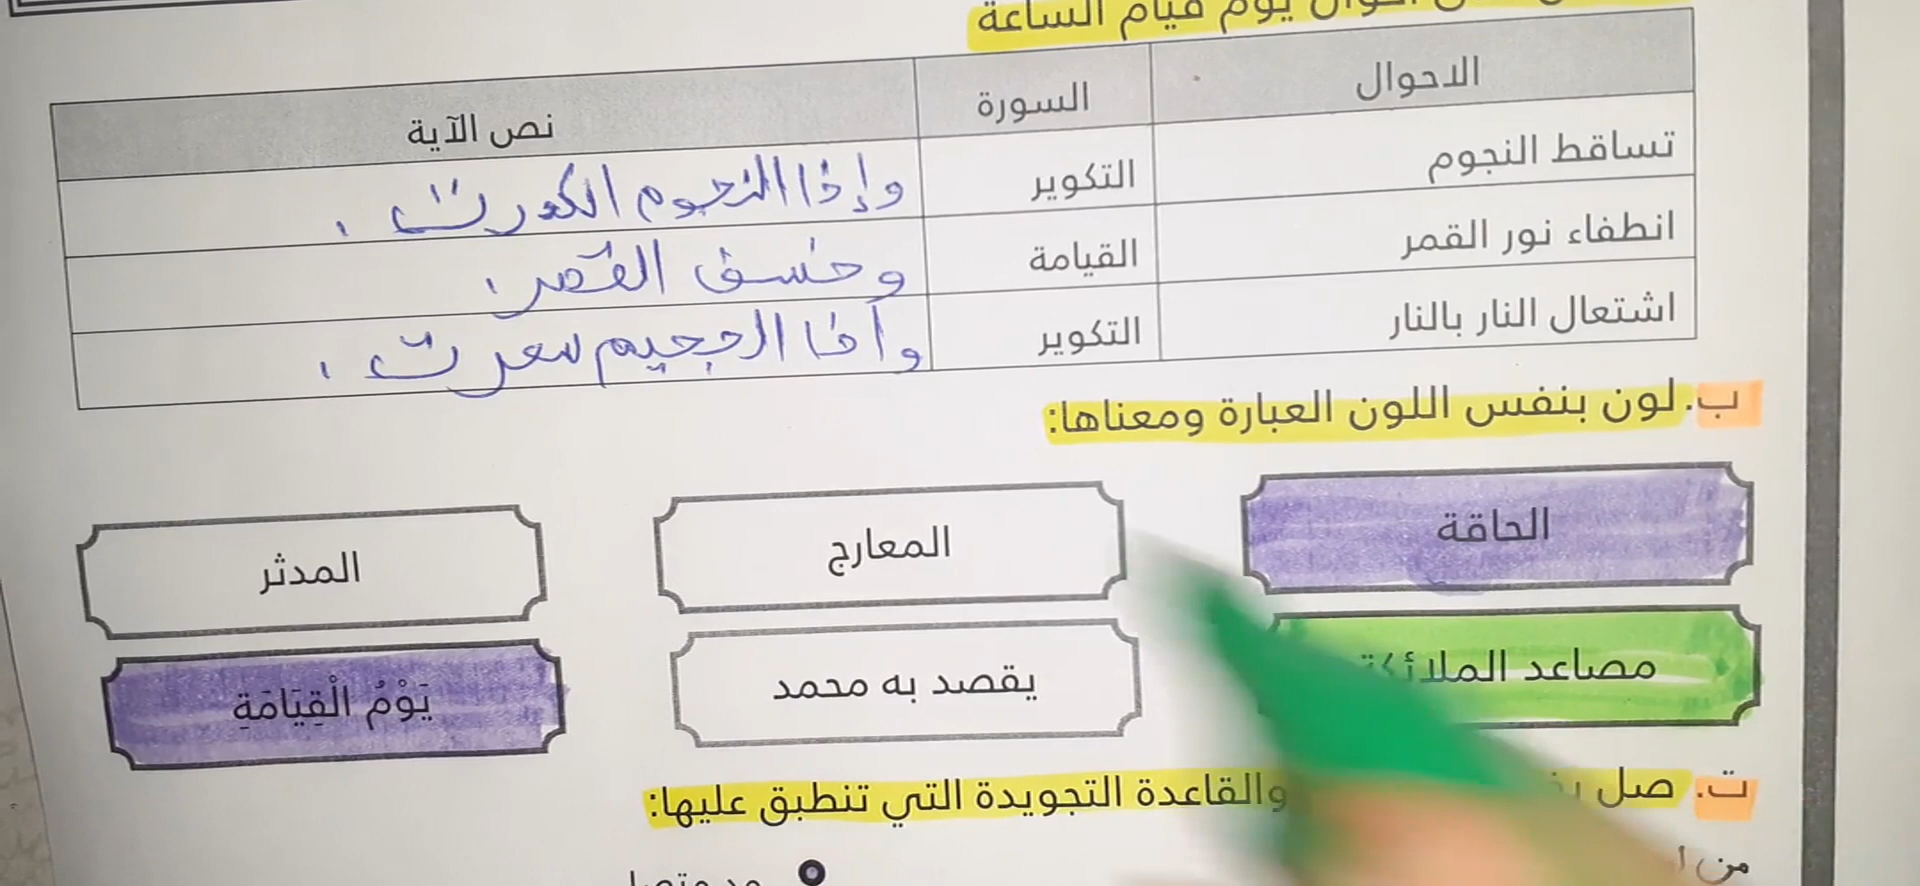 يوم قيام الساعة
الاحوال السورة نص الآية
تساقط النجوم التكوير وإذا النجوم انكدرت .
انطفاء نور القمر القيامة وخسف القمر .
اشتعال النار بالنار التكوير وإذا الجحيم سعرت .
ب. لون بنفس اللون العبارة ومعناها:
الحاقة المعارج المدثر
مصاعد الملائكة يقصد به محمد يَوْمُ الْقِيَامَةِ
ت. صل والقاعدة التجويدة التي تنطبق عليها:
من